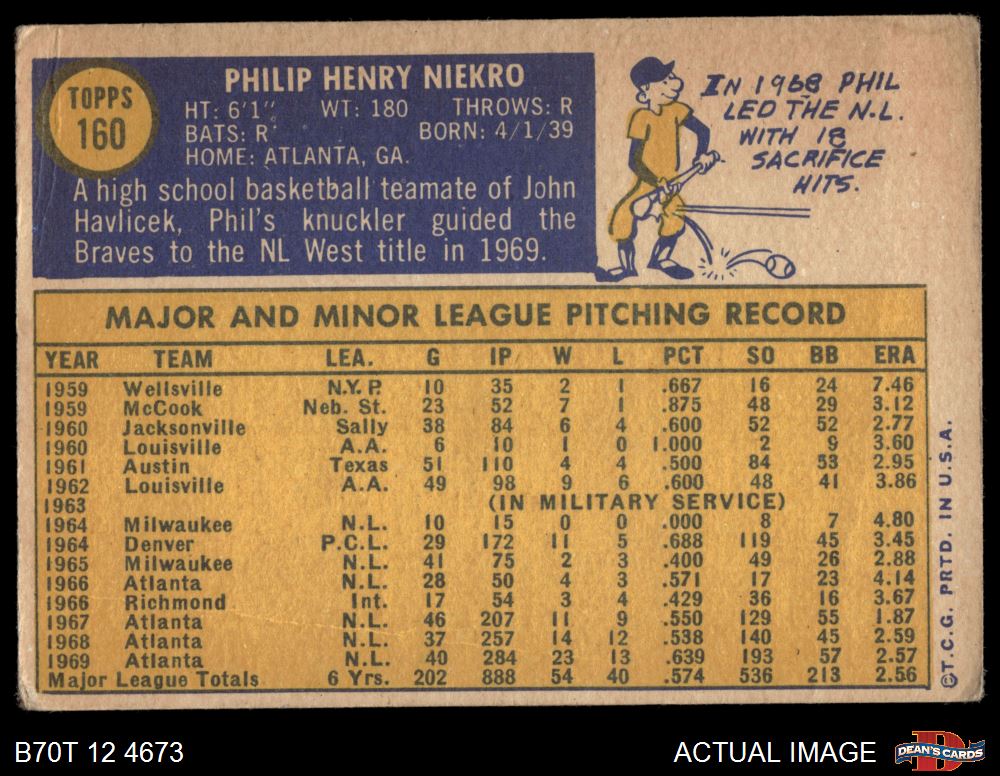 TOPPS
160
PHILIP HENRY NIEKRO
HT: 6'1" WT: 180 THROWS: R
BATS: R BORN: 4/1/39
HOME: ATLANTA, GA.
A high school basketball teamate of John
Havlicek, Phil's knuckler guided the
Braves to the NL West title in 1969.
IN 1968 PHIL
LED THE N.L.
WITH 18
SACRIFICE
HITS.
MAJOR AND MINOR LEAGUE PITCHING RECORD
YEAR TEAM LEA. G IP W L PCT SO BB ERA
1959 Wellsville N.Y.P. 10 35 2 1 .667 16 24 7.46
1959 McCook Neb. St. 23 52 7 1 .875 48 29 3.12
1960 Jacksonville Sally 38 84 6 4 .600 52 52 2.77
1960 Louisville A.A. 6 10 1 0 1.000 2 9 3.60
1961 Austin Texas 51 110 4 4 .500 84 53 2.95
1962 Louisville A.A. 49 98 9 6 .600 48 41 3.86
1963 (IN MILITARY SERVICE)
1964 Milwaukee N.L. 10 15 0 0 .000 8 7 4.80
1964 Denver P.C.L. 29 172 11 5 .688 119 45 3.45
1965 Milwaukee N.L. 41 75 2 3 .400 49 26 2.88
1966 Atlanta N.L. 28 50 4 3 .571 17 23 4.14
1966 Richmond Int. 17 54 3 4 .429 36 16 3.67
1967 Atlanta N.L. 46 207 11 9 .550 129 55 1.87
1968 Atlanta N.L. 37 257 14 12 .538 140 45 2.59
1969 Atlanta N.L. 40 284 23 13 .639 193 57 2.57
Major League Totals 6 Yrs. 202 888 54 40 .574 536 213 2.56
©T.C.G. PRTD. IN U.S.A.
B70T 12 4673
ACTUAL IMAGE
DEAN'S CARDS